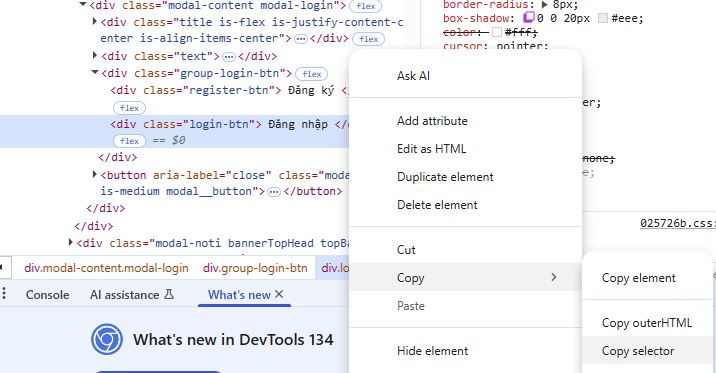 <div class="modal-content modal-login"> flex
<div class="title is-flex is-justify-content-c
enter is-align-items-center"> </div> flex
<div class="text"> </div> flex
<div class="group-login-btn"> flex
<div class="register-btn"> Đăng ký <
flex
<div class="login-btn"> Đăng nhập </
flex == $0
</div>
<button aria-label="close" class="moda
is-medium modal__button"> </button>
</div>
</div>
<div class="modal-noti bannerTopHead topBa
border-radius: 8px;
box-shadow: 0 0 20px #eee;
color: #fff;
cursor: pointer;
er;
none;
e;
025726b.css:
Ask AI
Add attribute
Edit as HTML
Duplicate element
Delete element
Cut
Copy
Paste
Hide element
Copy element
Copy outerHTML
Copy selector
div.modal-content.modal-login div.group-login-btn div.lo
Console AI assistance What's new
What's new in DevTools 134